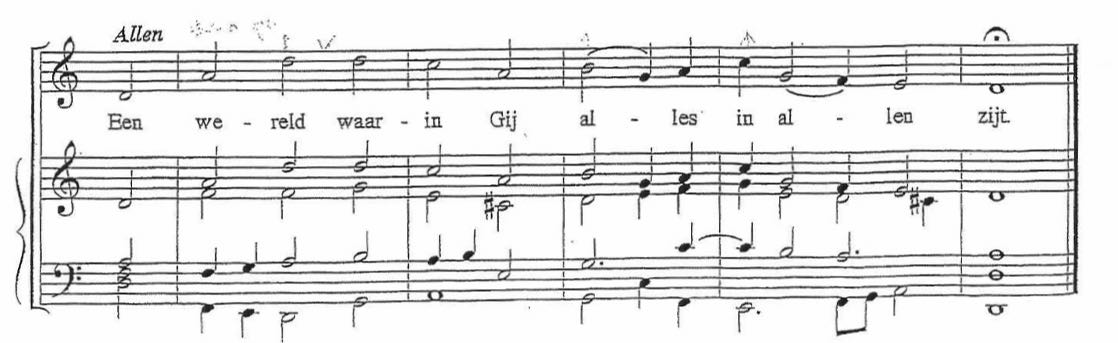 Allen
Een we - reld waar - in Gij al - les in al - len zijt.